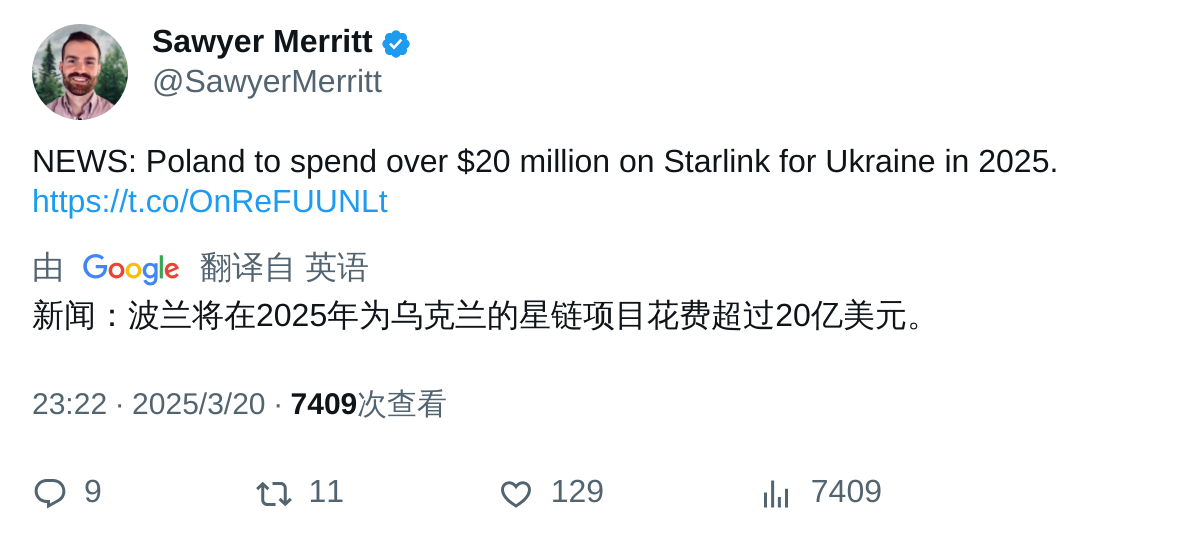 Sawyer Merritt
@SawyerMerritt
NEWS: Poland to spend over $20 million on Starlink for Ukraine in 2025.
https://t.co/OnReFUUNLt
由 Google 翻译自 英语
新闻：波兰将在2025年为乌克兰的星链项目花费超过20亿美元。
23:22 · 2025/3/20 · 7409次查看
9 11 129 7409